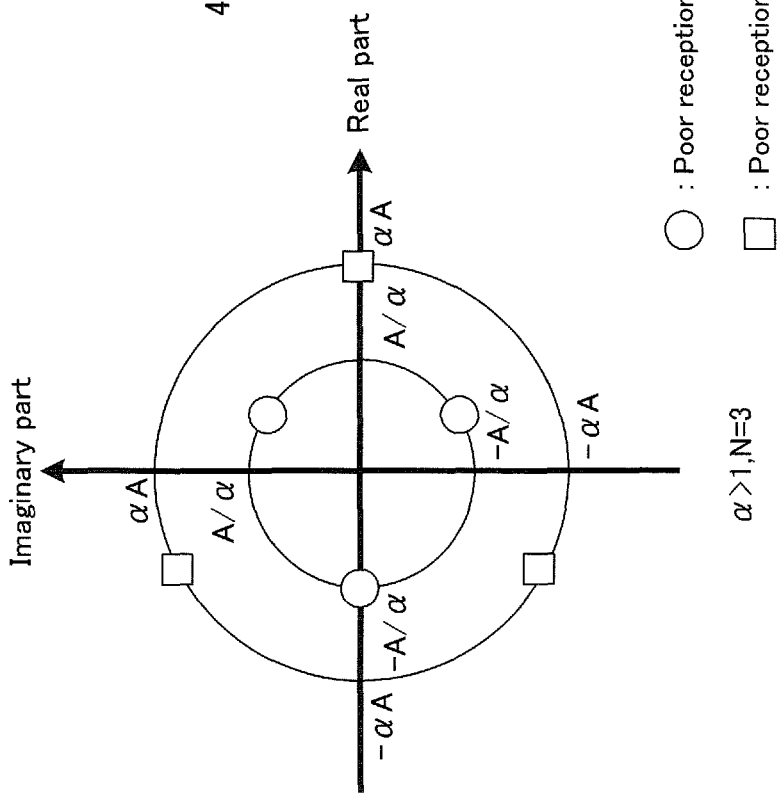 4
Imaginary part
αA
A/α
Real part
αA
A/α
-A/α
-αA
-A/α
-αA
α>1,N=3
: Poor reception
: Poor reception